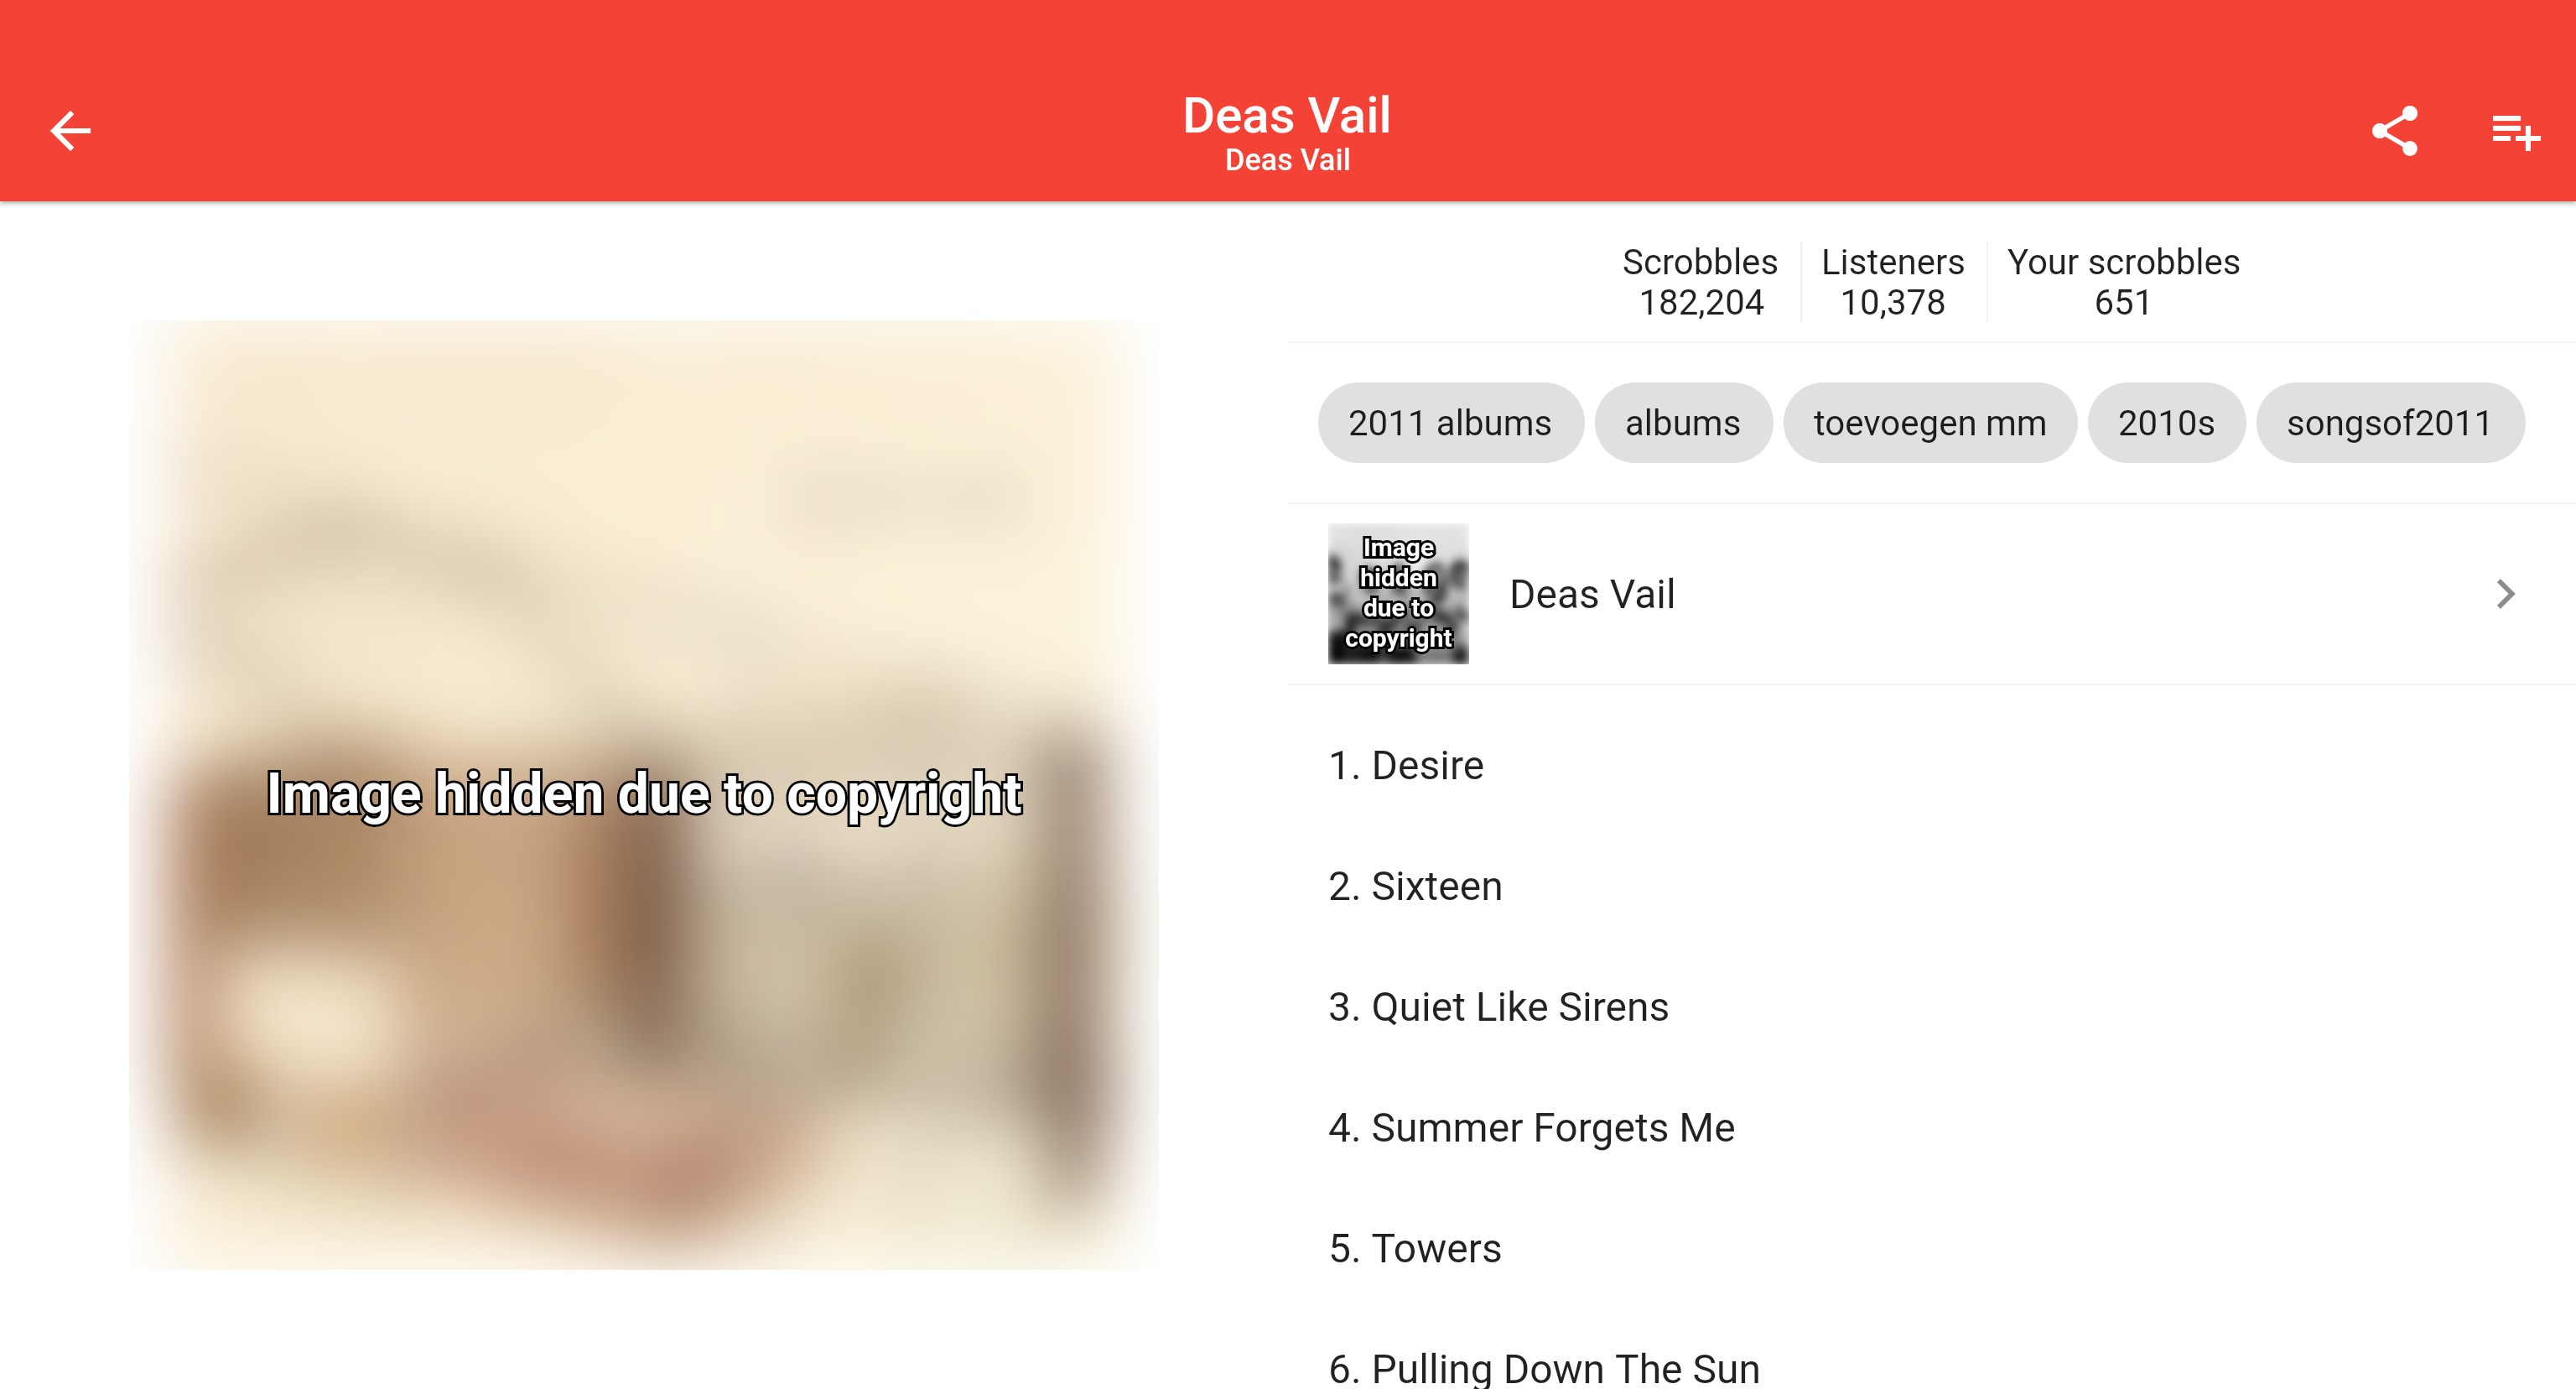 Deas Vail
Deas Vail
Scrobbles
182,204
Listeners
10,378
Your scrobbles
651
2011 albums
albums
toevoegen mm
2010s
songsof2011
Image hidden due to copyright
Image
hidden
due to
copyright
Deas Vail
1. Desire
2. Sixteen
3. Quiet Like Sirens
4. Summer Forgets Me
5. Towers
6. Pulling Down The Sun